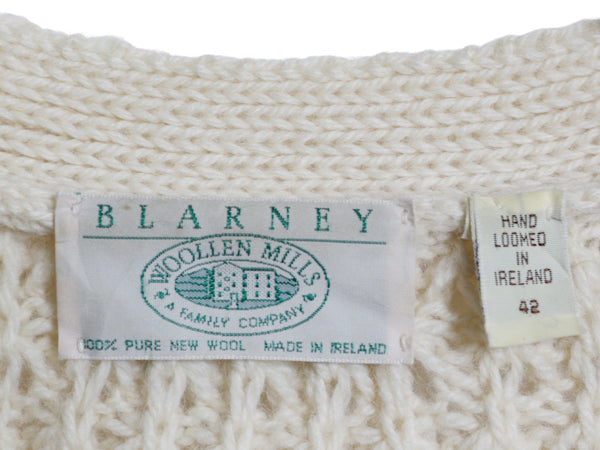 BLARNEY
WOOLLEN MILLS
A FAMILY COMPANY
100% PURE NEW WOOL MADE IN IRELAND
HAND
LOOMED
IN
IRELAND
42